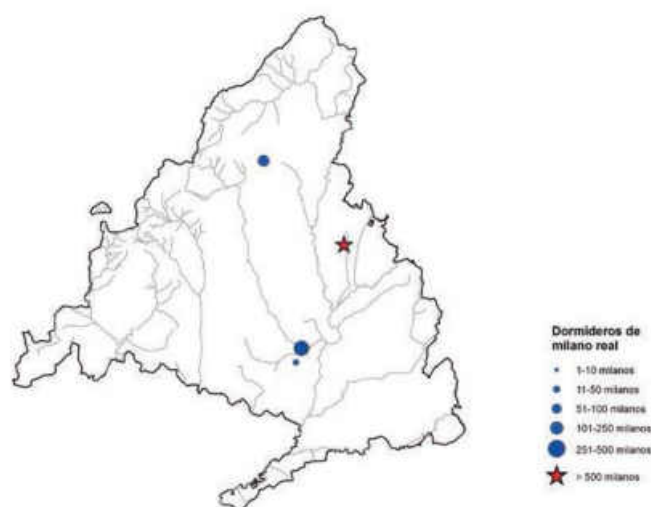 Dormideros de
milano real
1-10 milanos
11-50 milanos
51-100 milanos
101-250 milanos
251-500 milanos
> 500 milanos